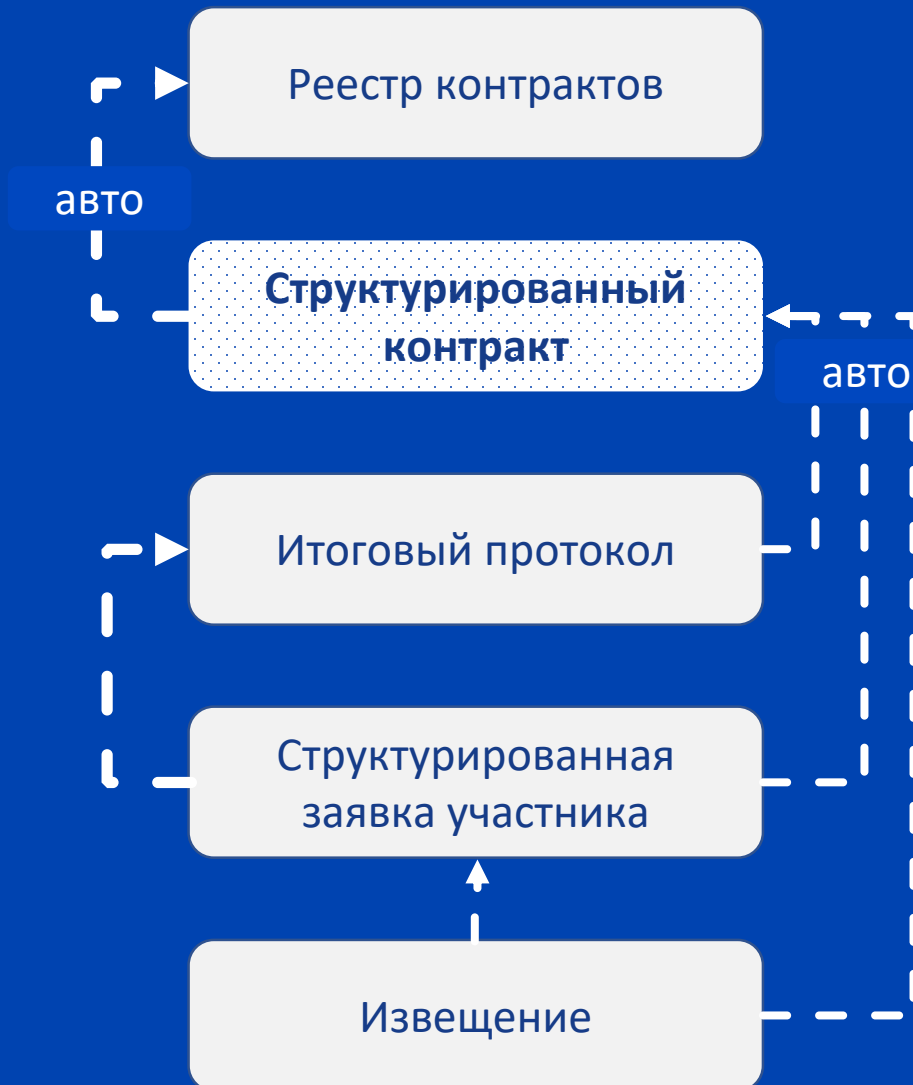 Реестр контрактов
авто
Структурированный
контракт
авто
Итоговый протокол
Структурированная
заявка участника
Извещение